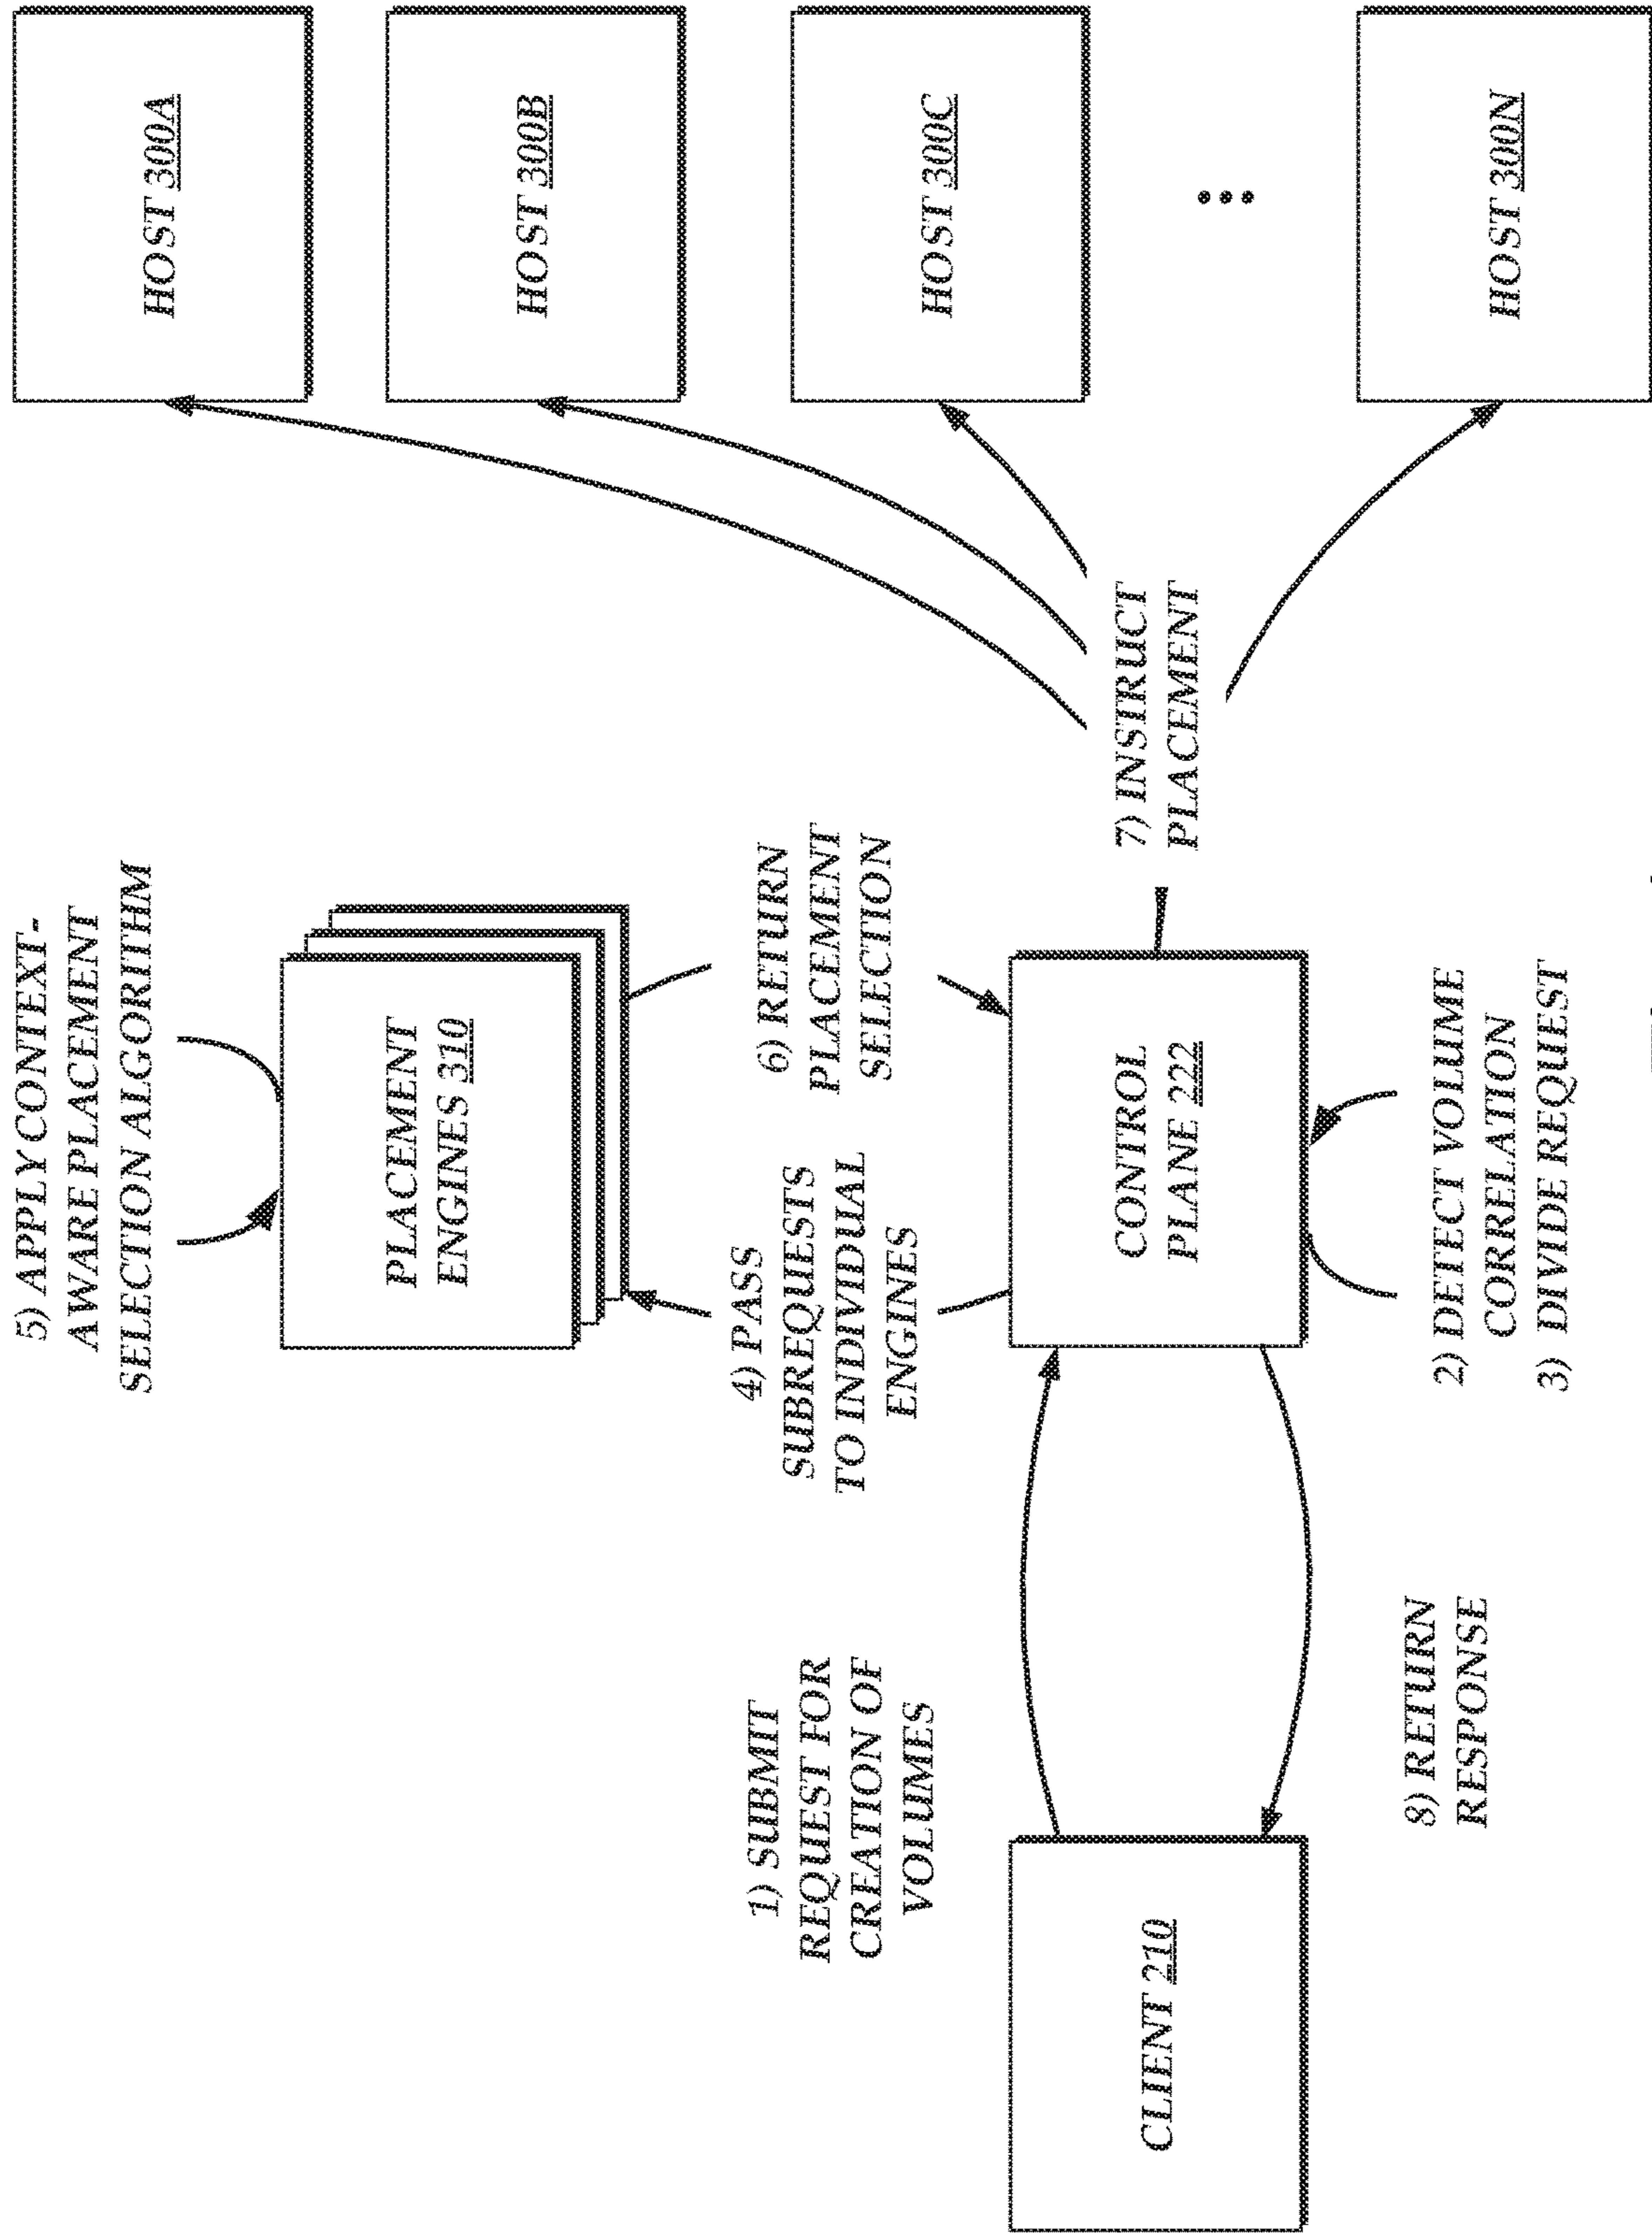 5) APPLY CONTEXT-
AWARE PLACEMENT
SELECTION ALGORITHM
PLACEMENT
ENGINES 310
1) SUBMIT
REQUEST FOR
CREATION OF
VOLUMES
4) PASS
SUBREQUESTS
TO INDIVIDUAL
ENGINES
6) RETURN
PLACEMENT
SELECTION
CLIENT 210
CONTROL
PLANE 222
7) INSTRUCT
PLACEMENT
8) RETURN
RESPONSE
2) DETECT VOLUME
CORRELATION
3) DIVIDE REQUEST
HOST 300A
HOST 300B
HOST 300C
HOST 300N